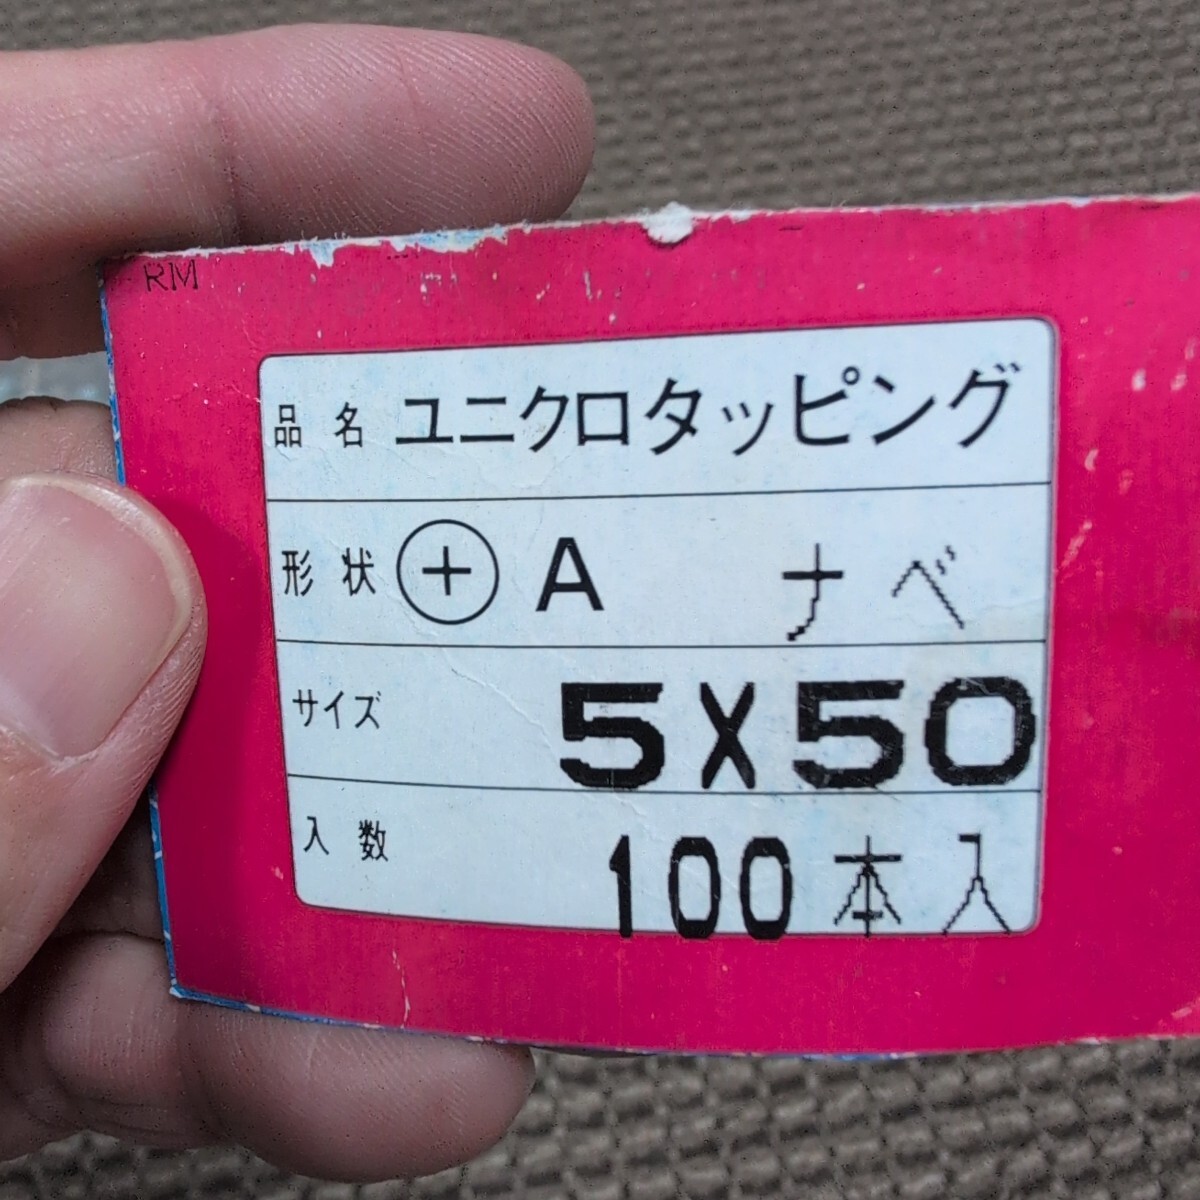 RM
品名 ユニクロタッピング
形状 ⊕ A ナベ
サイズ 5X50
入数 100本入